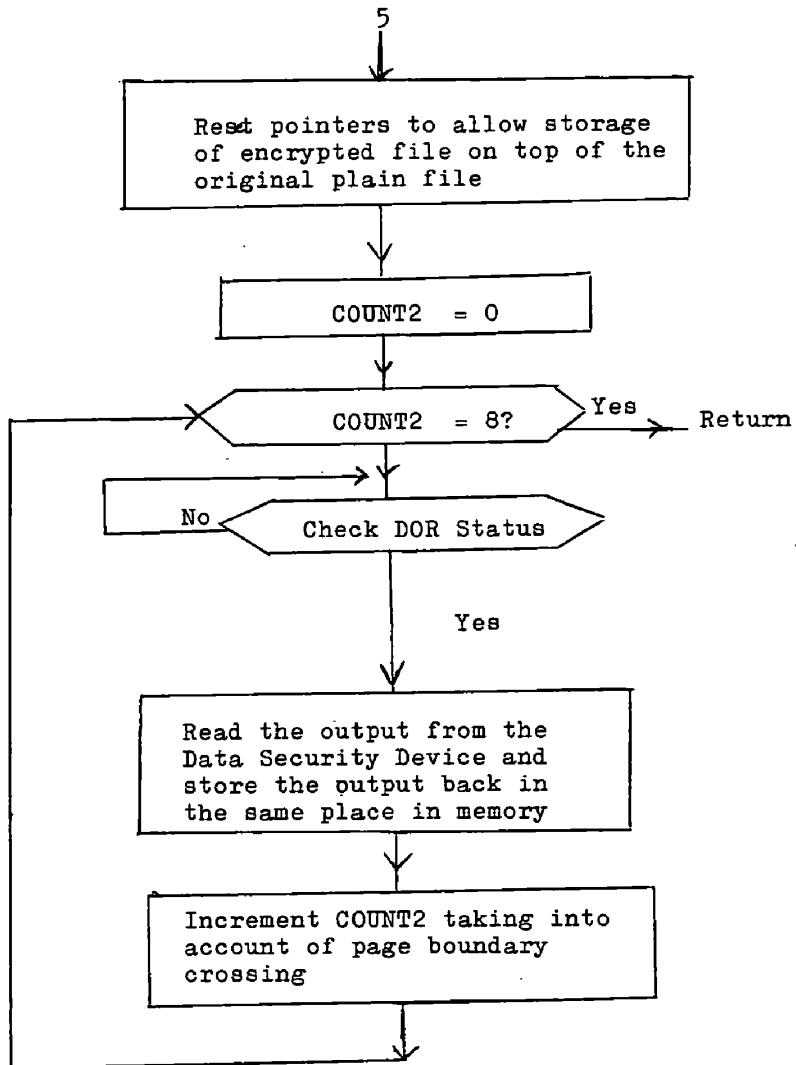 5
Reset pointers to allow storage
of encrypted file on top of the
original plain file
COUNT2 = 0
COUNT2 = 8?
Yes
Return
No
Check DOR Status
Yes
Read the output from the
Data Security Device and
store the output back in
the same place in memory
Increment COUNT2 taking into
account of page boundary
crossing